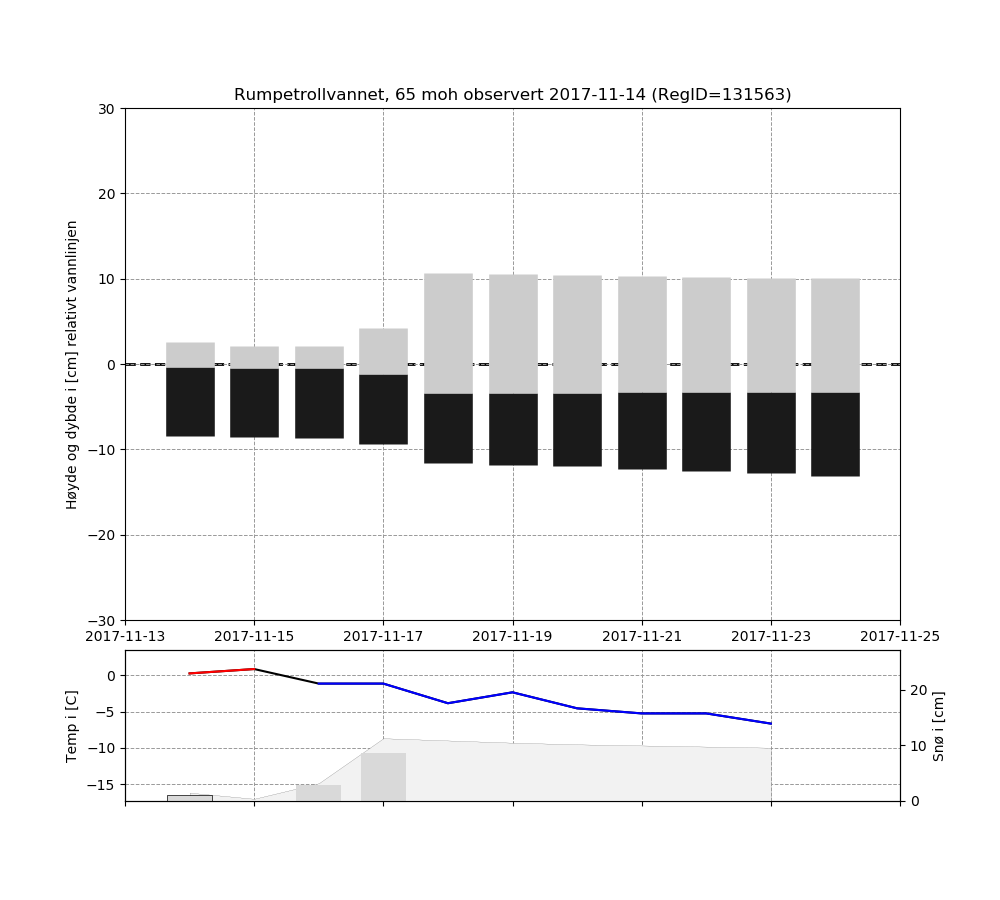 Rumpetrollvannet, 65 moh observert 2017-11-14 (RegID=131563)
Høyde og dybde i [cm] relativt vannlinjen
30
20
10
0
−10
−20
−30
2017-11-13 2017-11-15 2017-11-17 2017-11-19 2017-11-21 2017-11-23 2017-11-25
Temp i [C]
0
−5
−10
−15
20
10
0
Snø i [cm]